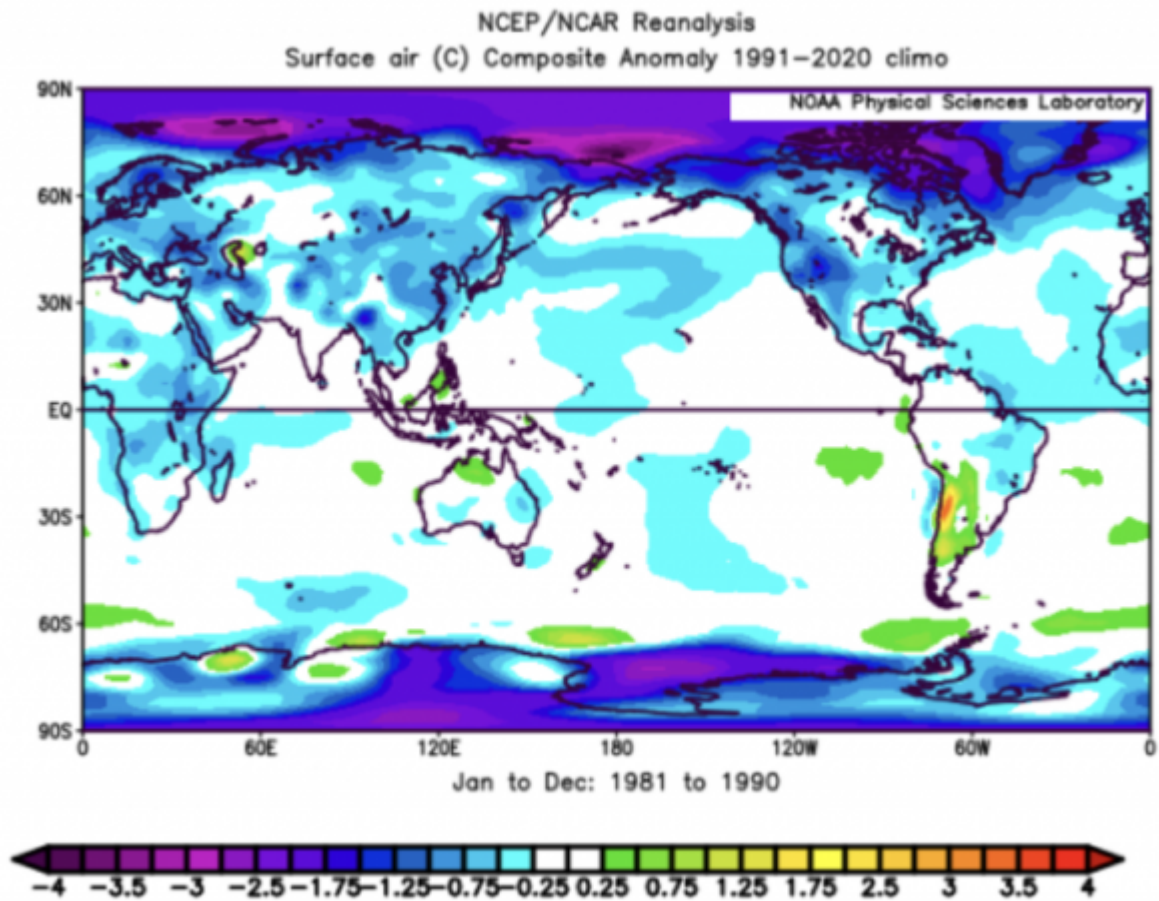 NCEP/NCAR Reanalysis
Surface air (C) Composite Anomaly 1991−2020 climo
90N
NOAA Physical Sciences Laboratory
60N
30N
EQ
30S
60S
90S
0 60E 120E 180 120W 60W 0
Jan to Dec: 1981 to 1990
−4 −3.5 −3 −2.5 −1.75 −1.25 −0.75 −0.25 0.25 0.75 1.25 1.75 2.5 3 3.5 4